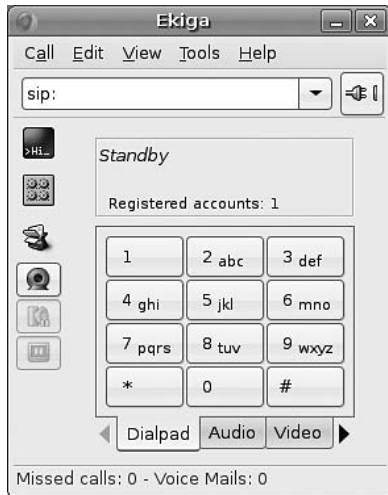 Ekiga
Call Edit View Tools Help
sip:
>Hi_
Standby
Registered accounts: 1
1 2 abc 3 def
4 ghi 5 jkl 6 mno
7 pqrs 8 tuv 9 wxyz
* 0 #
Dialpad Audio Video
Missed calls: 0 - Voice Mails: 0